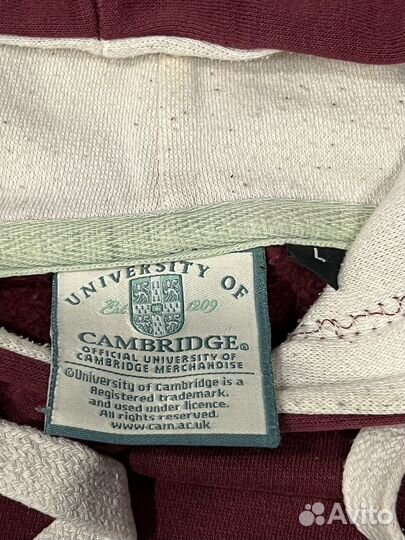 L
UNIVERSITY OF
Est 1209
CAMBRIDGE
OFFICIAL UNIVERSITY OF
CAMBRIDGE MERCHANDISE
©University of Cambridge is a
Registered trademark.
and used under licence.
All rights reserved.
www.cam.ac.uk
Avito